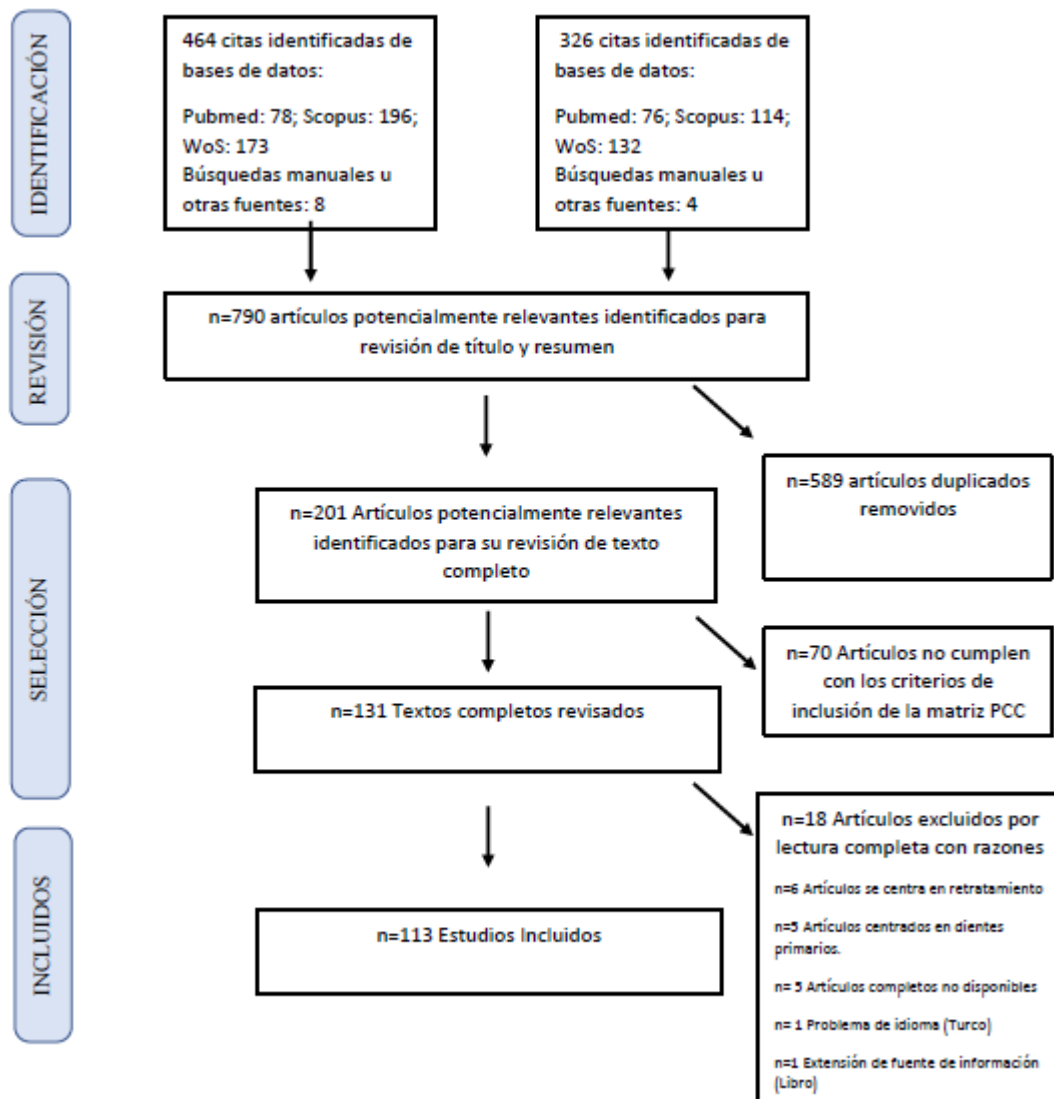 IDENTIFICACIÓN
464 citas identificadas de
bases de datos:
Pubmed: 78; Scopus: 196;
WoS: 173
Búsquedas manuales u
otras fuentes: 8
326 citas identificadas de
bases de datos:
Pubmed: 76; Scopus: 114;
WoS: 132
Búsquedas manuales u
otras fuentes: 4
REVISIÓN
n=790 artículos potencialmente relevantes identificados para
revisión de título y resumen
n=589 artículos duplicados
removidos
SELECCIÓN
n=201 Artículos potencialmente relevantes
identificados para su revisión de texto
completo
n=70 Artículos no cumplen
con los criterios de
inclusión de la matriz PCC
n=131 Textos completos revisados
n=18 Artículos excluidos por
lectura completa con razones
n=6 Artículos se centra en retratamiento
n=5 Artículos centrados en dientes
primarios.
n= 5 Artículos completos no disponibles
n= 1 Problema de idioma (Turco)
n=1 Extensión de fuente de información
(Libro)
INCLUIDOS
n=113 Estudios Incluidos